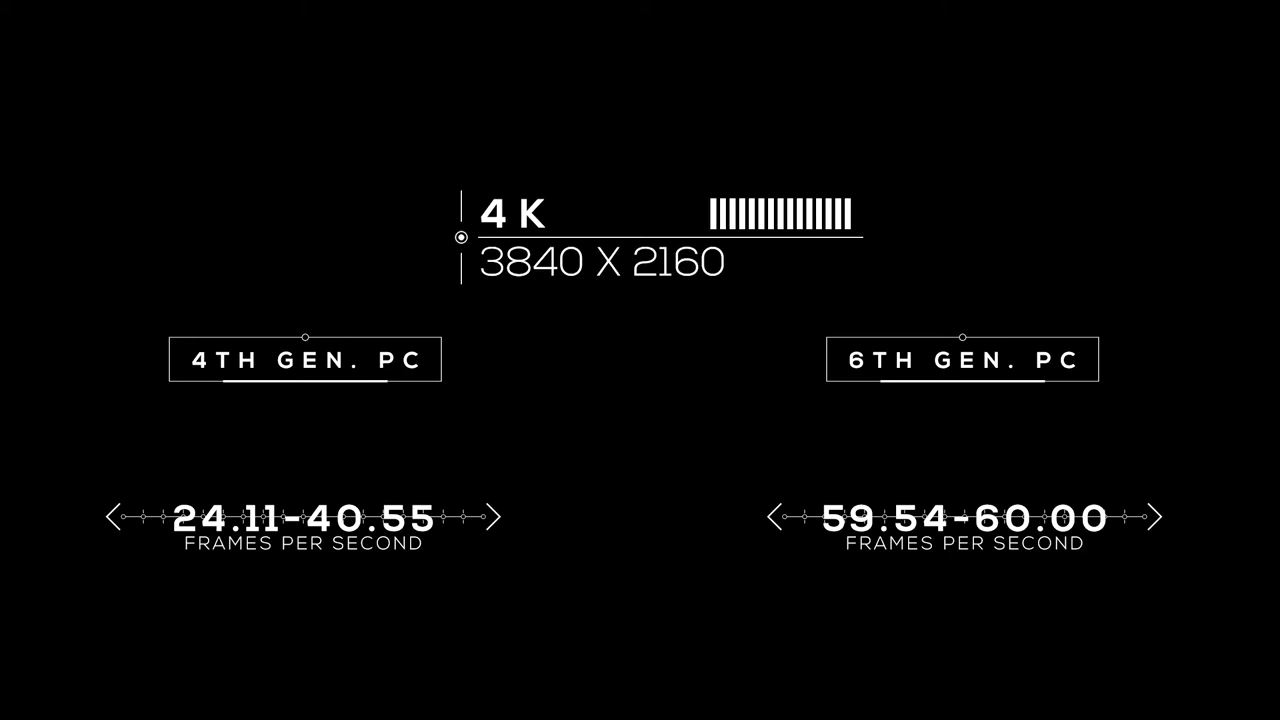 4 K
3840 X 2160
4TH GEN. PC
6TH GEN. PC
24.11-40.55
FRAMES PER SECOND
59.54-60.00
FRAMES PER SECOND